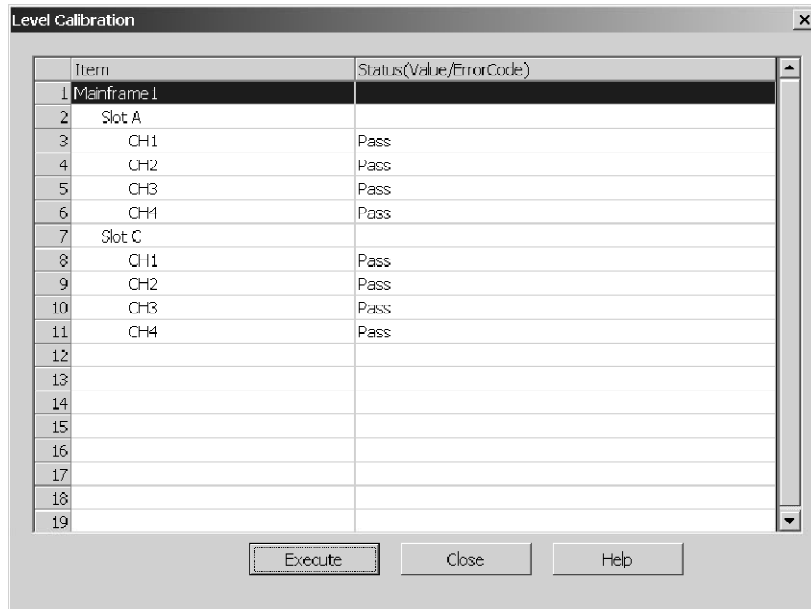 Level Calibration
Item Status(Value/ErrorCode)
1 Mainframe1
2 Slot A
3 CH1 Pass
4 CH2 Pass
5 CH3 Pass
6 CH4 Pass
7 Slot C
8 CH1 Pass
9 CH2 Pass
10 CH3 Pass
11 CH4 Pass
12
13
14
15
16
17
18
19
Execute Close Help